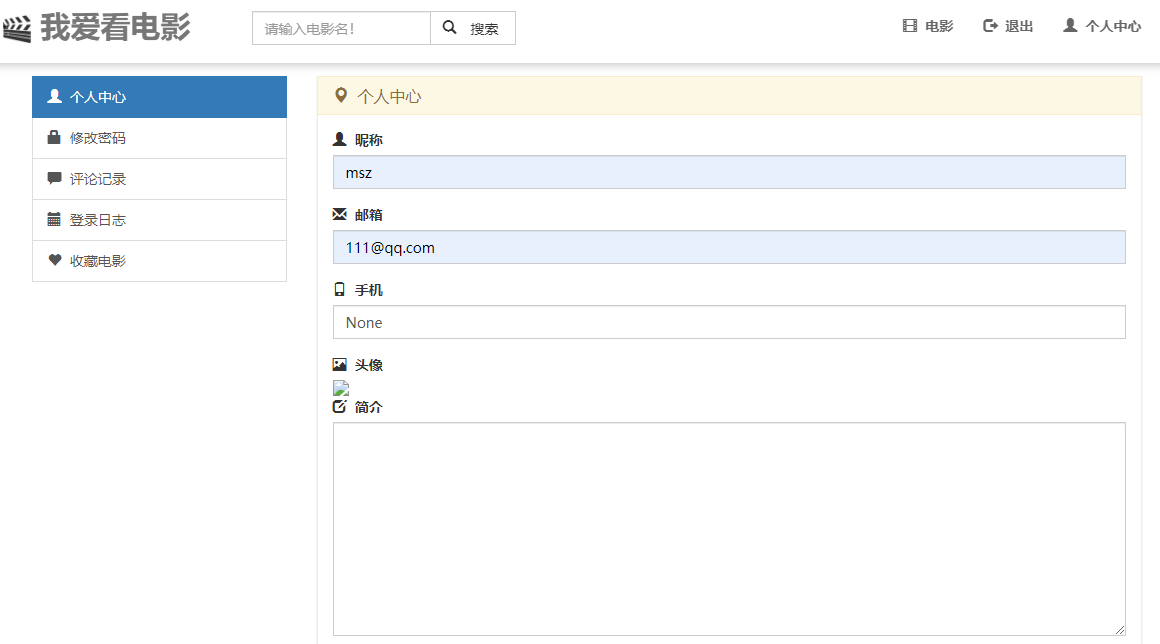 我爱看电影
请输入电影名!
搜索
电影
退出
个人中心
个人中心
修改密码
评论记录
登录日志
收藏电影
个人中心
昵称
msz
邮箱
111@qq.com
手机
None
头像
简介